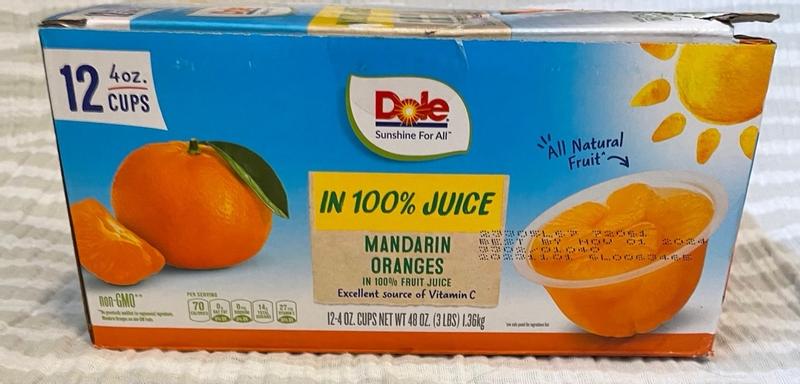 12 4oz.
CUPS
Dole
Sunshine For All™
All Natural
Fruit
IN 100% JUICE
MANDARIN
ORANGES
IN 100% FRUIT JUICE
Excellent source of Vitamin C
BEST BY NOV 01 2024
non-GMO**
PER SERVING
70
CALORIES
12-4 OZ. CUPS NET WT 48 OZ. (3 LBS) 1.36kg